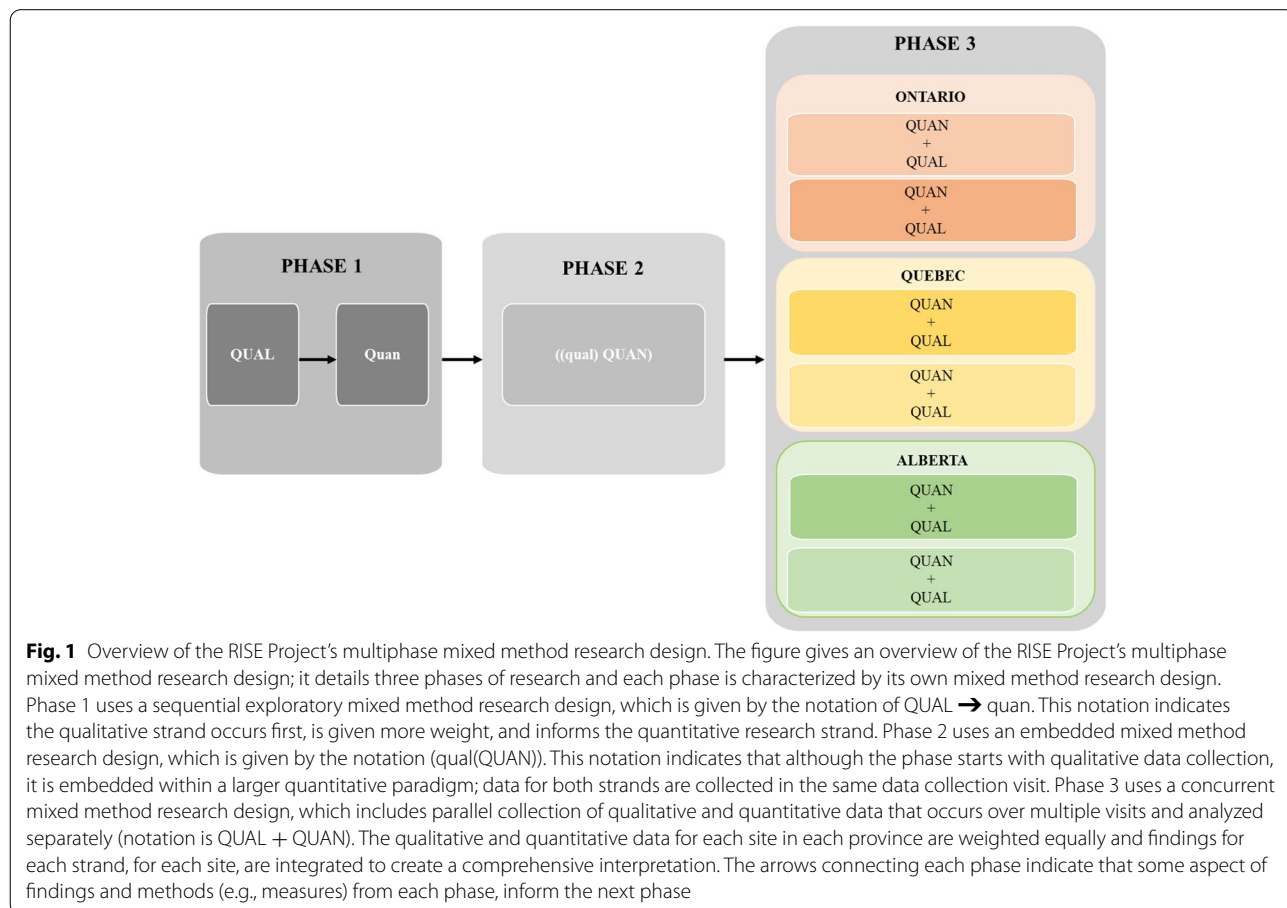 PHASE 1
QUAL
Quan
PHASE 2
((qual) QUAN)
PHASE 3
ONTARIO
QUAN
+
QUAL
QUAN
+
QUAL
QUEBEC
QUAN
+
QUAL
QUAN
+
QUAL
ALBERTA
QUAN
+
QUAL
QUAN
+
QUAL
Fig. 1 Overview of the RISE Project's multiphase mixed method research design. The figure gives an overview of the RISE Project's multiphase
mixed method research design; it details three phases of research and each phase is characterized by its own mixed method research design.
Phase 1 uses a sequential exploratory mixed method research design, which is given by the notation of QUAL ➔ quan. This notation indicates
the qualitative strand occurs first, is given more weight, and informs the quantitative research strand. Phase 2 uses an embedded mixed method
research design, which is given by the notation (qual(QUAN)). This notation indicates that although the phase starts with qualitative data collection,
it is embedded within a larger quantitative paradigm; data for both strands are collected in the same data collection visit. Phase 3 uses a concurrent
mixed method research design, which includes parallel collection of qualitative and quantitative data that occurs over multiple visits and analyzed
separately (notation is QUAL + QUAN). The qualitative and quantitative data for each site in each province are weighted equally and findings for
each strand, for each site, are integrated to create a comprehensive interpretation. The arrows connecting each phase indicate that some aspect of
findings and methods (e.g., measures) from each phase, inform the next phase